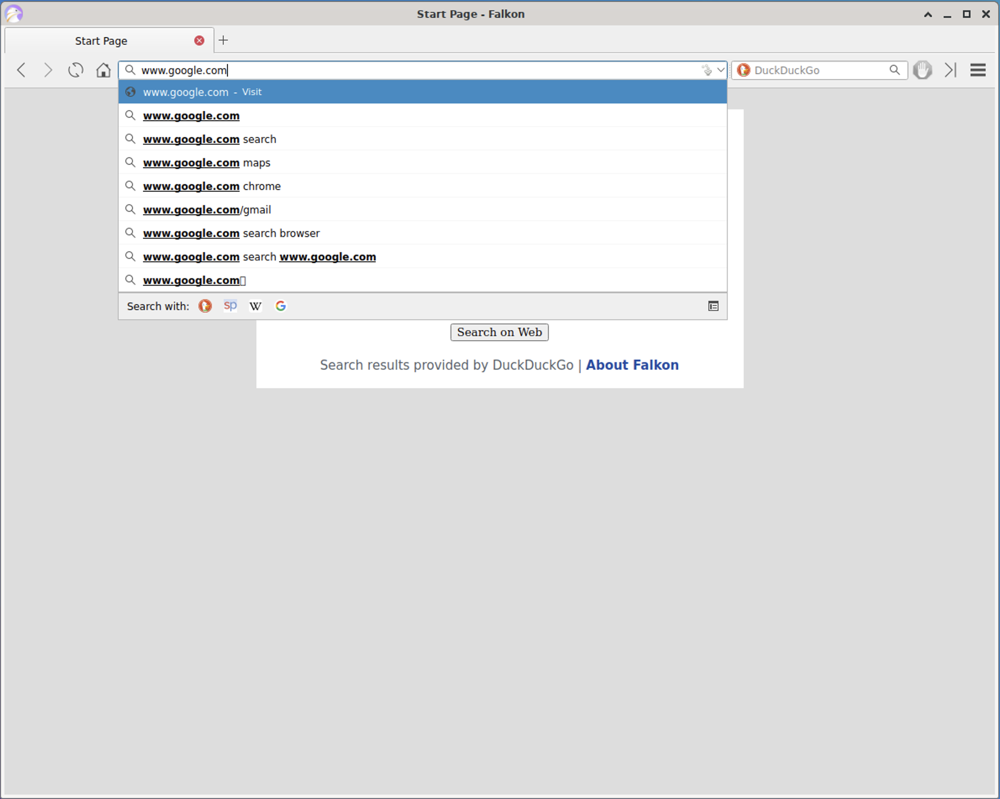 Start Page - Falkon
Start Page
www.google.com
DuckDuckGo
www.google.com - Visit
www.google.com
www.google.com search
www.google.com maps
www.google.com chrome
www.google.com/gmail
www.google.com search browser
www.google.com search www.google.com
www.google.com
Search with: sp W G
Search on Web
Search results provided by DuckDuckGo | About Falkon